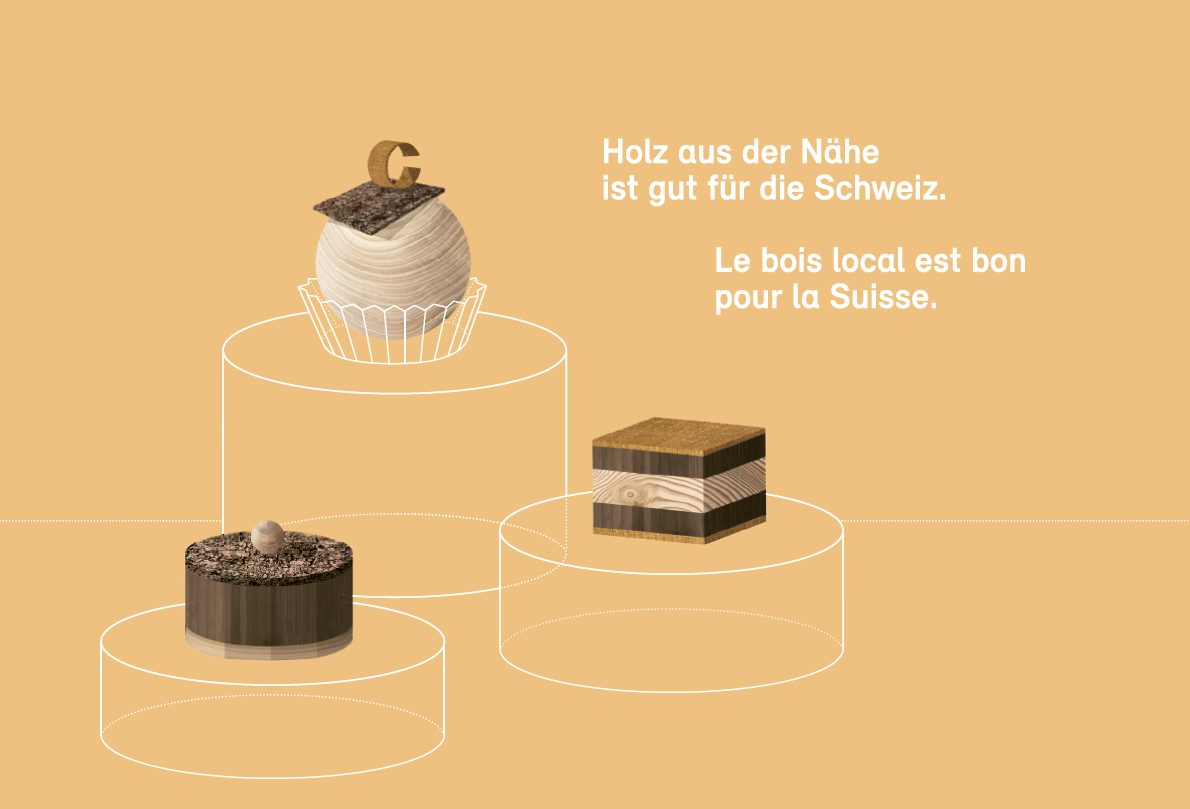 C
Holz aus der Nähe
ist gut für die Schweiz.
Le bois local est bon
pour la Suisse.